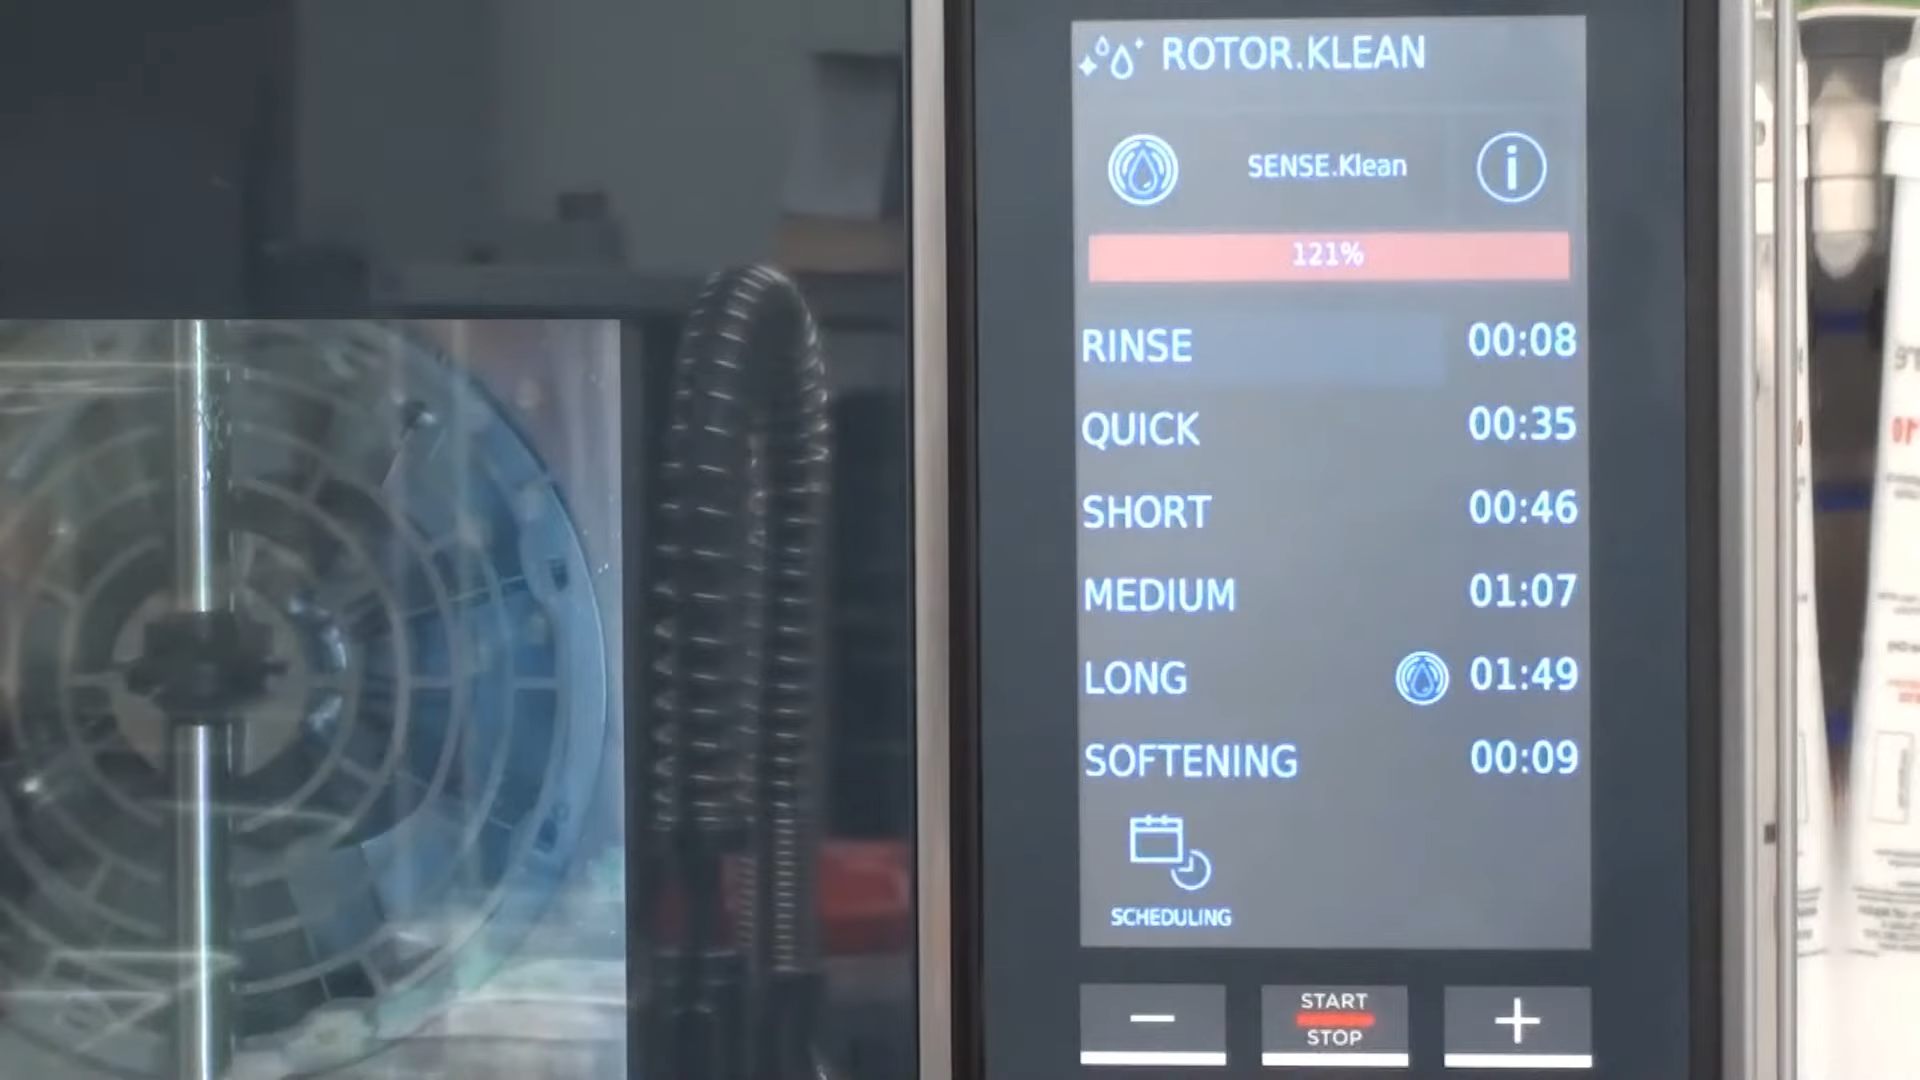 ROTOR.KLEAN
SENSE.Klean
121%
RINSE 00:08
QUICK 00:35
SHORT 00:46
MEDIUM 01:07
LONG 01:49
SOFTENING 00:09
SCHEDULING
START
STOP